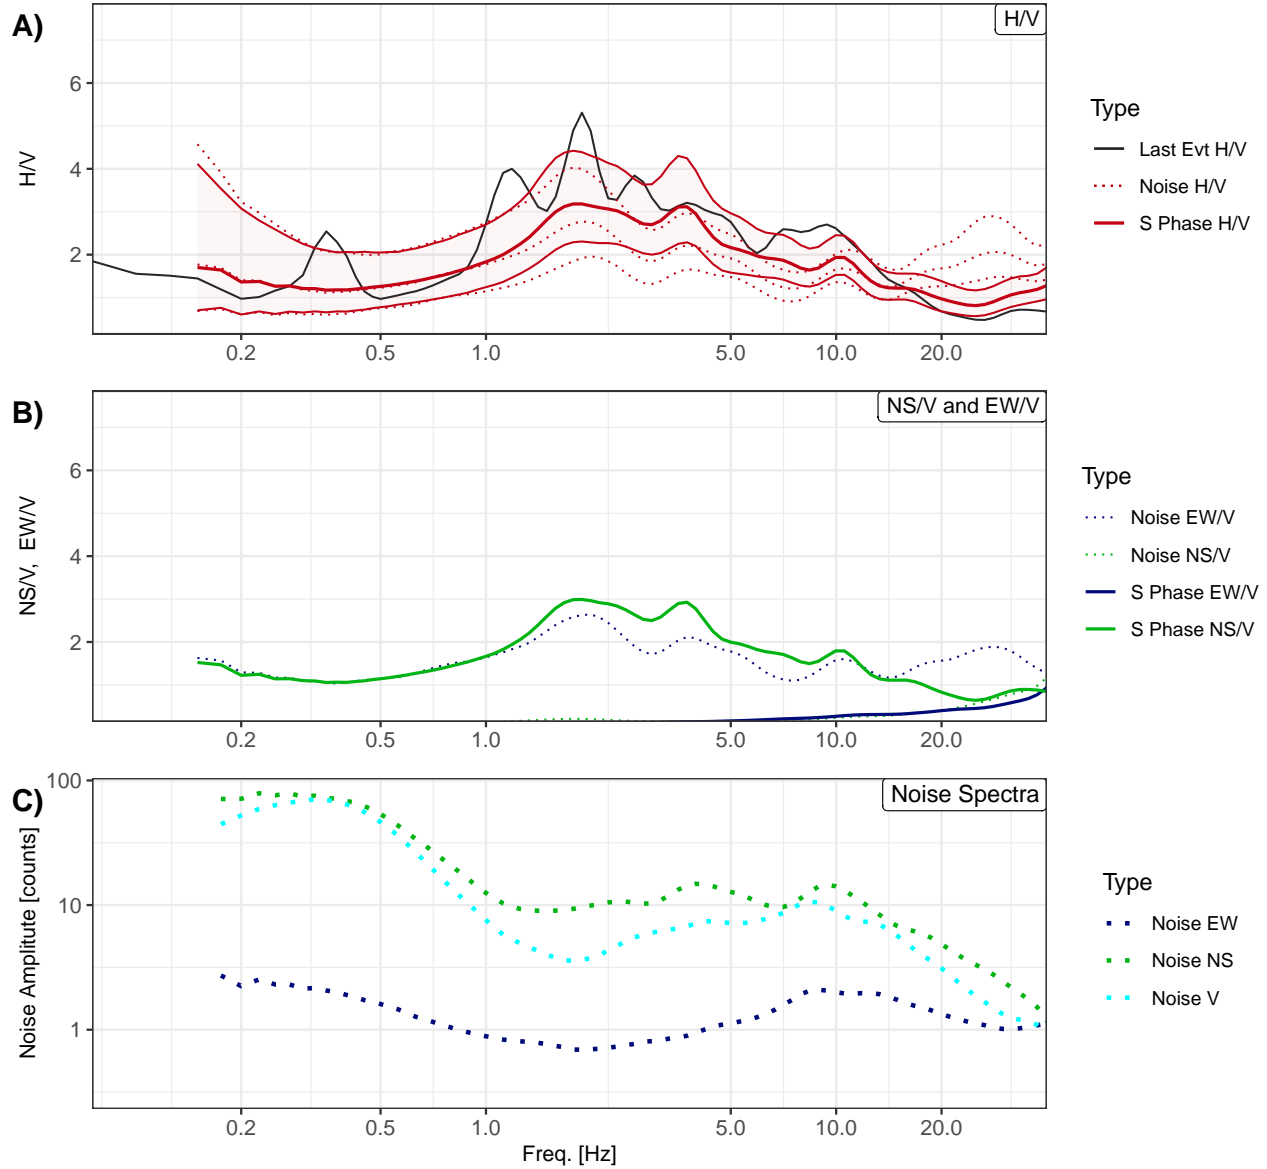 A)
H/V
H/V
6
4
2
0.2 0.5 1.0 5.0 10.0 20.0
Type
Last Evt H/V
Noise H/V
S Phase H/V
B)
NS/V and EW/V
NS/V, EW/V
6
4
2
0.2 0.5 1.0 5.0 10.0 20.0
Type
Noise EW/V
Noise NS/V
S Phase EW/V
S Phase NS/V
C)
Noise Spectra
Noise Amplitute [counts]
100
10
1
0.2 0.5 1.0 5.0 10.0 20.0
Freq. [Hz]
Type
Noise EW
Noise NS
Noise V